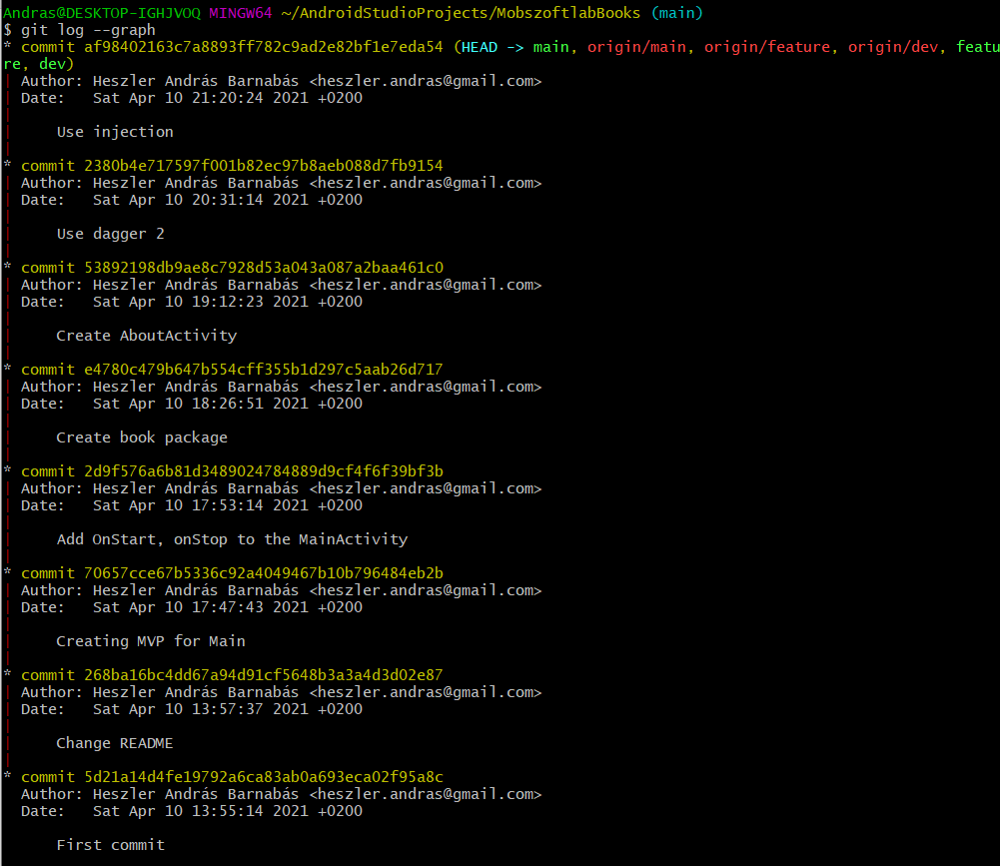 Andras@DESKTOP-IGHJVOQ MINGW64 ~/AndroidStudioProjects/MobszoftlabBooks (main)
$ git log --graph
* commit af98402163c7a8893ff782c9ad2e82bf1e7eda54 (HEAD -> main, origin/main, origin/feature, origin/dev, featu
re, dev)
| Author: Heszler András Barnabás <heszler.andras@gmail.com>
| Date:   Sat Apr 10 21:20:24 2021 +0200
|
|     Use injection
|
* commit 2380b4e717597f001b82ec97b8aeb088d7fb9154
| Author: Heszler András Barnabás <heszler.andras@gmail.com>
| Date:   Sat Apr 10 20:31:14 2021 +0200
|
|     Use dagger 2
|
* commit 53892198db9ae8c7928d53a043a087a2baa461c0
| Author: Heszler András Barnabás <heszler.andras@gmail.com>
| Date:   Sat Apr 10 19:12:23 2021 +0200
|
|     Create AboutActivity
|
* commit e4780c479b647b554cff355b1d297c5aab26d717
| Author: Heszler András Barnabás <heszler.andras@gmail.com>
| Date:   Sat Apr 10 18:26:51 2021 +0200
|
|     Create book package
|
* commit 2d9f576a6b81d3489024784889d9cf4f6f39bf3b
| Author: Heszler András Barnabás <heszler.andras@gmail.com>
| Date:   Sat Apr 10 17:53:14 2021 +0200
|
|     Add OnStart, onStop to the MainActivity
|
* commit 70657cce67b5336c92a4049467b10b796484eb2b
| Author: Heszler András Barnabás <heszler.andras@gmail.com>
| Date:   Sat Apr 10 17:47:43 2021 +0200
|
|     Creating MVP for Main
|
* commit 268ba16bc4dd67a94d91cf5648b3a3a4d3d02e87
| Author: Heszler András Barnabás <heszler.andras@gmail.com>
| Date:   Sat Apr 10 13:57:37 2021 +0200
|
|     Change README
|
* commit 5d21a14d4fe19792a6ca83ab0a693eca02f95a8c
  Author: Heszler András Barnabás <heszler.andras@gmail.com>
  Date:   Sat Apr 10 13:55:14 2021 +0200

      First commit